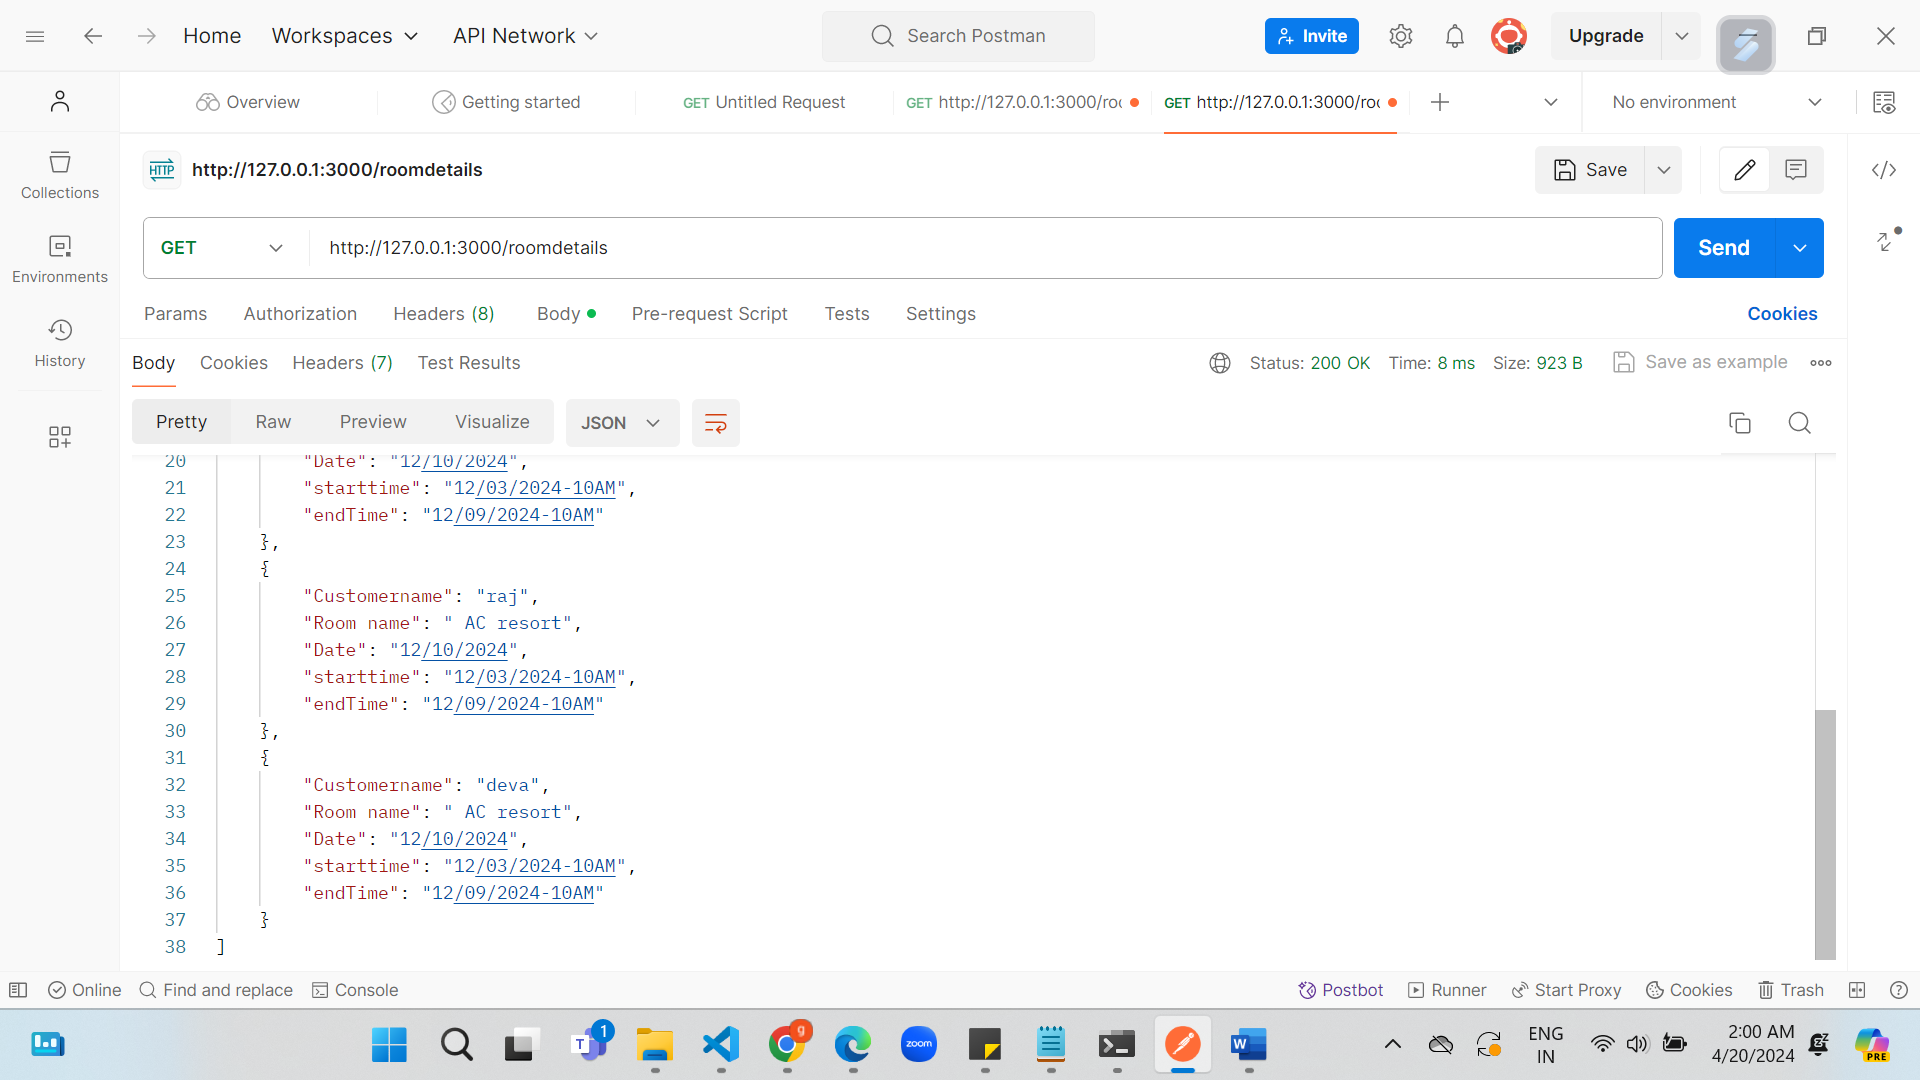 Home Workspaces API Network Search Postman Invite Upgrade
Overview Getting started GET Untitled Request GET http://127.0.0.1:3000/roo GET http://127.0.0.1:3000/roo No environment
HTTP http://127.0.0.1:3000/roomdetails Save
Collections
GET http://127.0.0.1:3000/roomdetails Send
Environments
Params Authorization Headers (8) Body Pre-request Script Tests Settings Cookies
History
Body Cookies Headers (7) Test Results Status: 200 OK Time: 8 ms Size: 923 B Save as example
Pretty Raw Preview Visualize JSON
20 "Date": "12/10/2024",
21 "starttime": "12/03/2024-10AM",
22 "endTime": "12/09/2024-10AM"
23 },
24 {
25 "Customername": "raj",
26 "Room name": " AC resort",
27 "Date": "12/10/2024",
28 "starttime": "12/03/2024-10AM",
29 "endTime": "12/09/2024-10AM"
30 },
31 {
32 "Customername": "deva",
33 "Room name": " AC resort",
34 "Date": "12/10/2024",
35 "starttime": "12/03/2024-10AM",
36 "endTime": "12/09/2024-10AM"
37 }
38 ]
Online Find and replace Console Postbot Runner Start Proxy Cookies Trash
1 g zoom T W ENG 2:00 AM
IN 4/20/2024 PRE